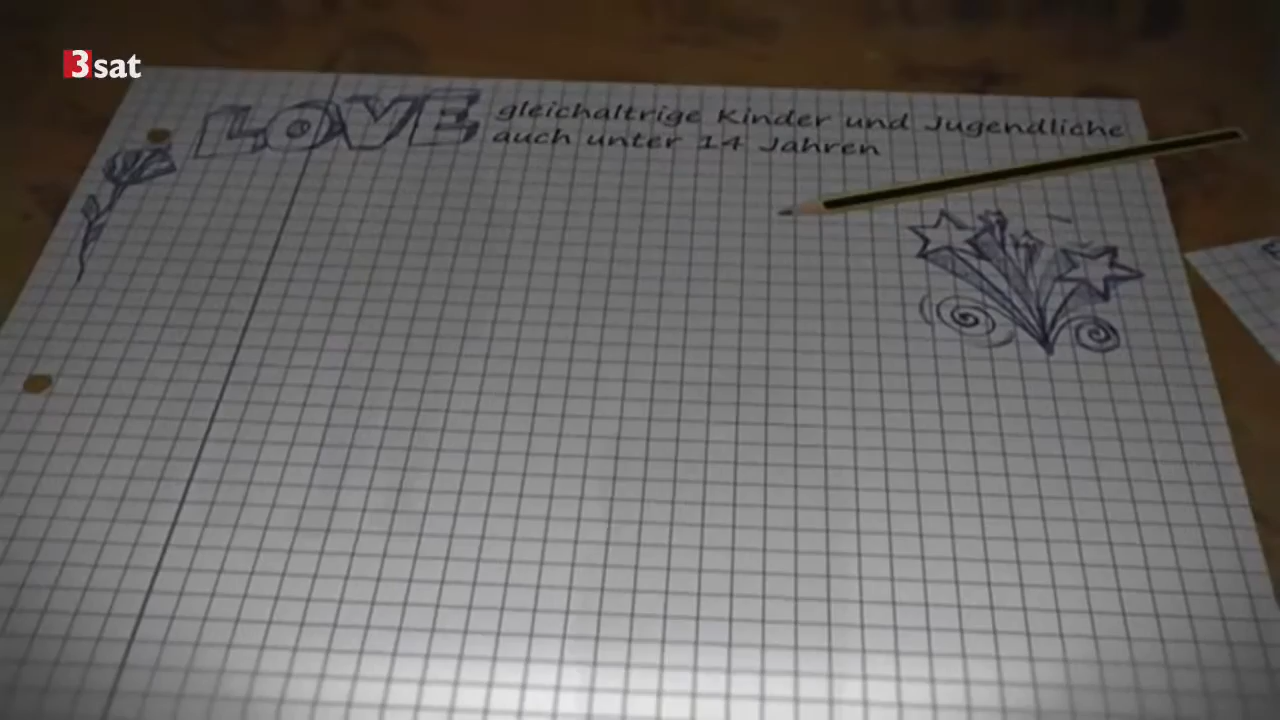 3sat
LOVE
gleichaltrige Kinder und Jugendliche
auch unter 14 Jahren